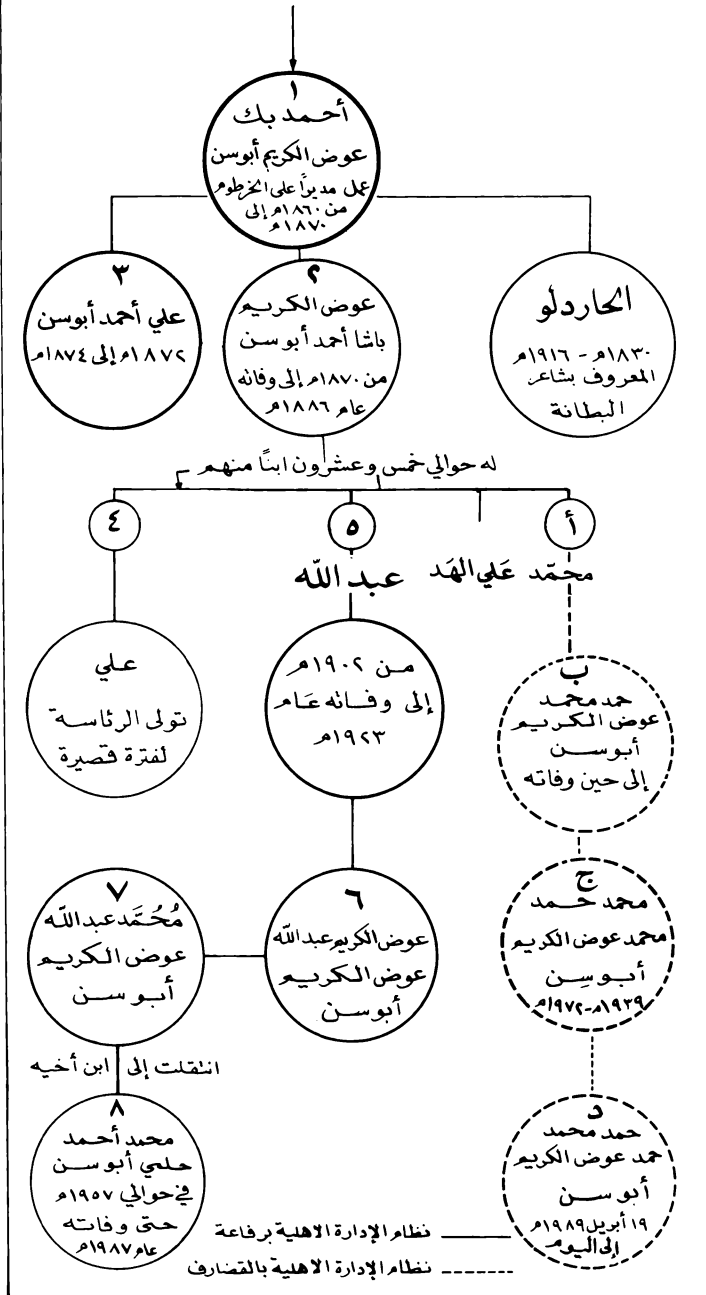 ١
أحمد بك
عوض الكريم أبوسن
عمل مديراً على الخرطوم
من ١٨٦٠م إلى
١٨٧٠م
٣
علي أحمد أبوسن
١٨٧٢م إلى ١٨٧٤م
٢
عوض الكريم
باشا أحمد أبوسن
من ١٨٧٠م إلى وفاته
عام ١٨٨٦م
الحاردلو
١٨٣٠م - ١٩١٦م
المعروف بشاعر
البطانة
له حوالي خمس وعشرون ابنًا منهم
٤
٥
أ
عبد الله
علي الهد
محمّد
علي
تولى الرئاسة
لفترة قصيرة
من ١٩٠٢م
إلى وفاته عام
١٩٢٣م
ب
حمد محمد
عوض الكريم
أبوسن
إلى حين وفاته
٧
مُحُمَّد عبد الله
عوض الكريم
أبوسن
٦
عوض الكريم عبد الله
عوض الكريم
أبوسن
ج
محمد حمد
محمد عوض الكريم
أبوسِن
١٩٣٩م-١٩٧٢م
انتقلت إلى ابن أخيه
٨
محمد أحمد
حلمي أبوسن
في حوالي ١٩٥٧م
حتى وفاته
عام ١٩٨٧م
د
حمد محمد
حمد عوض الكريم
أبوسن
١٩ أبريل ١٩٨٩م
إلى اليوم
نظام الإدارة الاهلية برفاعة
نظام الإدارة الاهلية بالقضارف